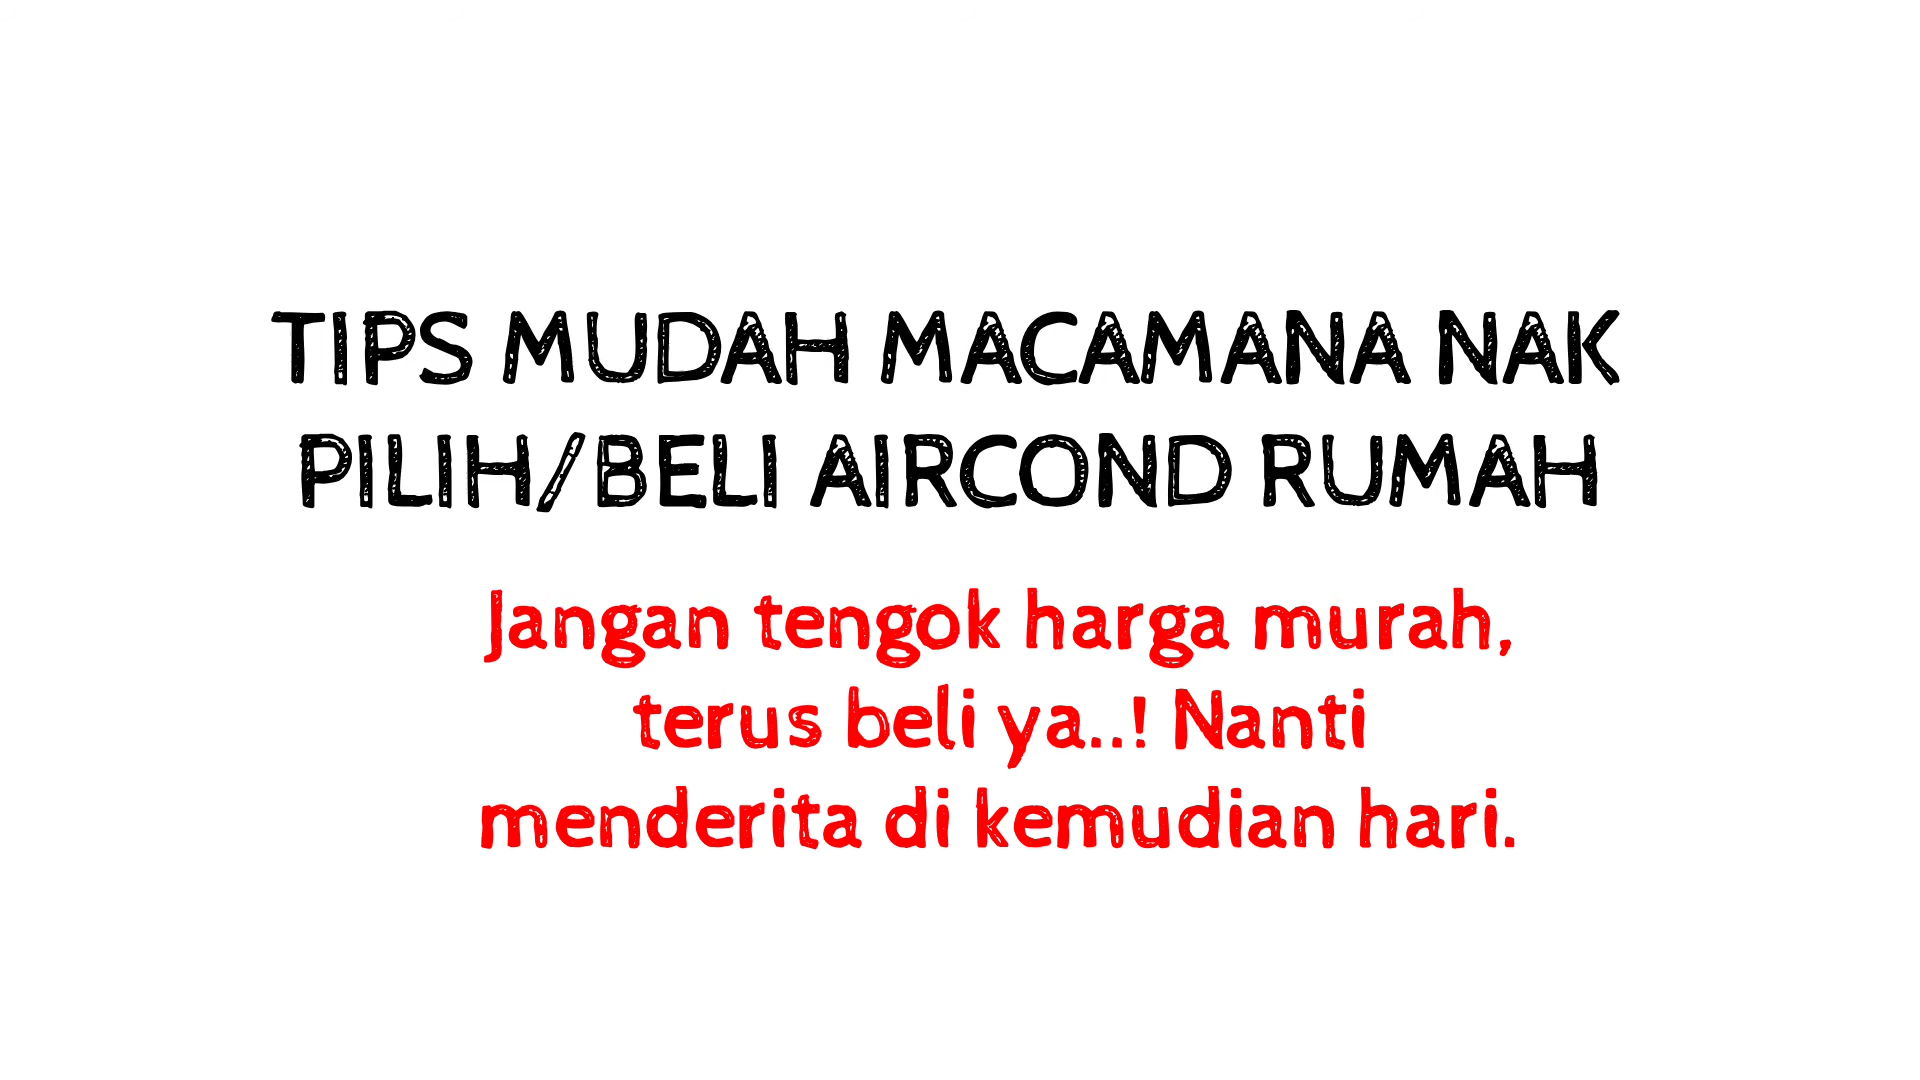 TIPS MUDAH MACAMANA NAK
PILIH/BELI AIRCOND RUMAH
Jangan tengok harga murah,
terus beli ya..! Nanti
menderita di kemudian hari.